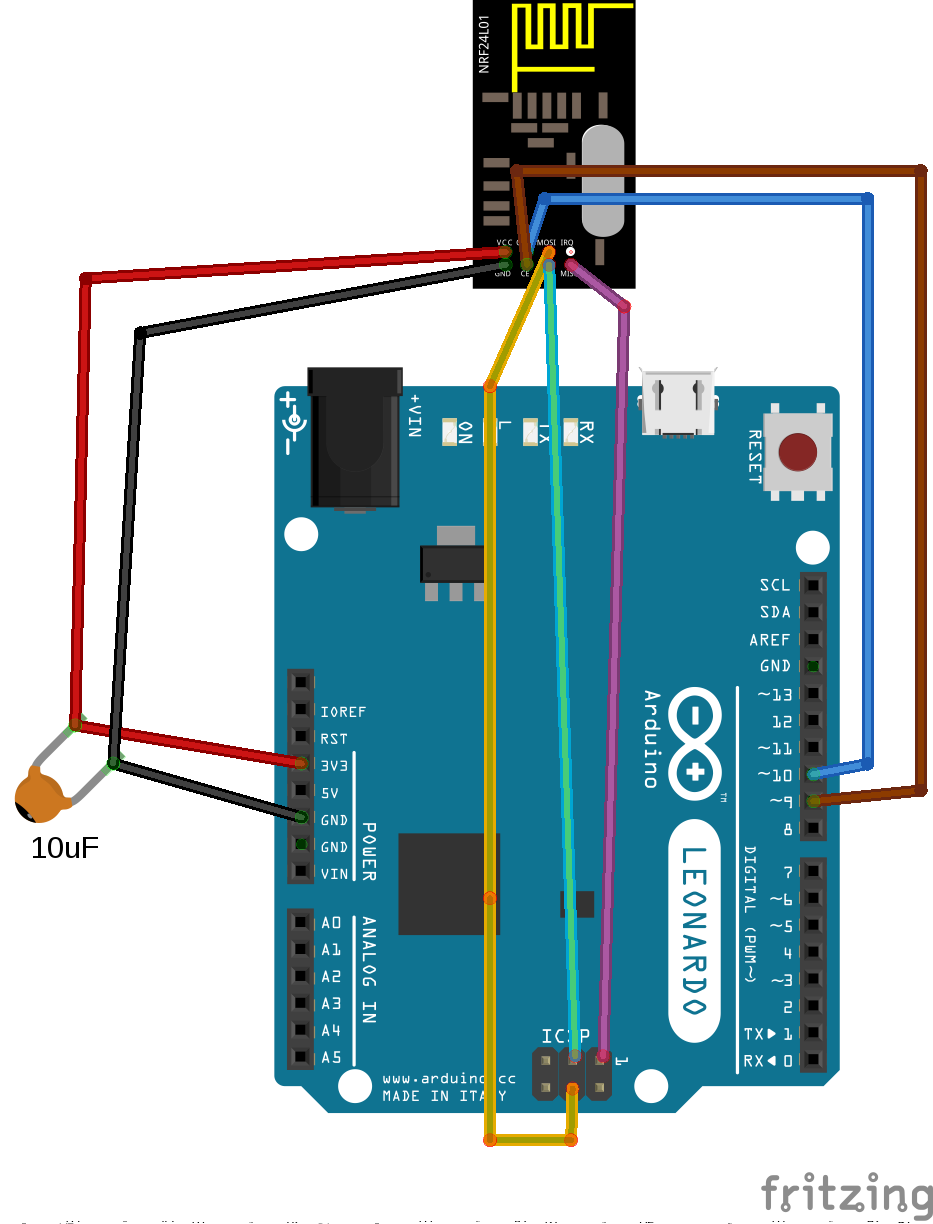 NRF24L01
VCC
MOSI
IRQ
GND
CE
+VIN
ON
L
TX
RX
RESET
SCL
SDA
AREF
GND
~13
12
~11
~10
~9
8
IOREF
RST
3V3
5V
GND
GND
VIN
POWER
Arduino
TM
LEONARDO
10uF
DIGITAL (PWM~)
7
~6
~5
4
~3
2
TX▶ 1
RX◀ 0
A0
A1
A2
A3
A4
A5
ANALOG IN
ICSP
1
www.arduino.cc
MADE IN ITALY
fritzing